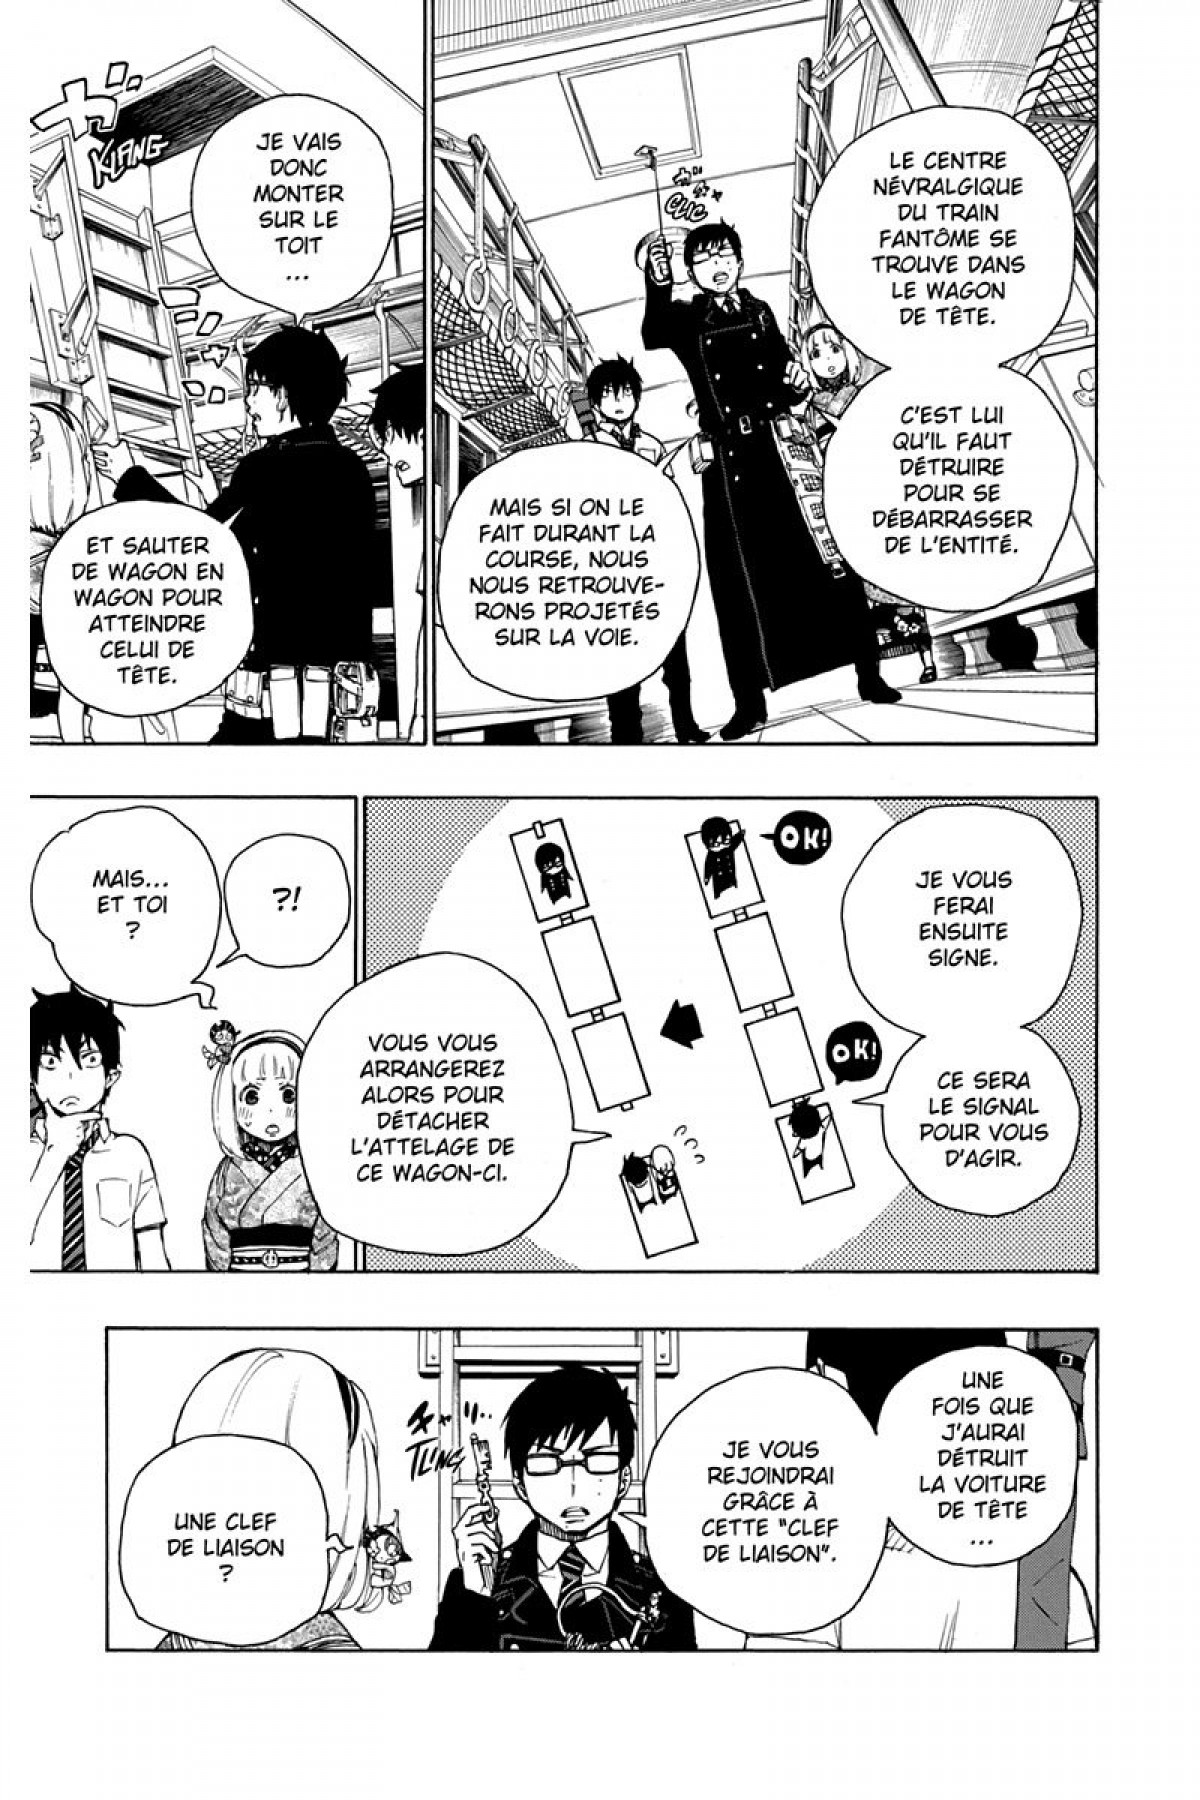 LE CENTRE
NÉVRALGIQUE
DU TRAIN
FANTÔME SE
TROUVE DANS
LE WAGON
DE TÊTE.
C'EST LUI
QU'IL FAUT
DÉTRUIRE
POUR SE
DÉBARRASSER
DE L'ENTITÉ.
CLIC
MAIS SI ON LE
FAIT DURANT LA
COURSE, NOUS
NOUS RETROUVE-
RONS PROJETÉS
SUR LA VOIE.
JE VAIS
DONC
MONTER
SUR LE
TOIT
...
KLANG
ET SAUTER
DE WAGON EN
WAGON POUR
ATTEINDRE
CELUI DE
TÊTE.
JE VOUS
FERAI
ENSUITE
SIGNE.
OK!
CE SERA
LE SIGNAL
POUR VOUS
D'AGIR.
OK!
VOUS VOUS
ARRANGEREZ
ALORS POUR
DÉTACHER
L'ATTELAGE DE
CE WAGON-CI.
?!
MAIS...
ET TOI
?
UNE
FOIS QUE
J'AURAI
DÉTRUIT
LA VOITURE
DE TÊTE
...
JE VOUS
REJOINDRAI
GRÂCE À
CETTE "CLEF
DE LIAISON".
TLING
UNE CLEF
DE LIAISON
?